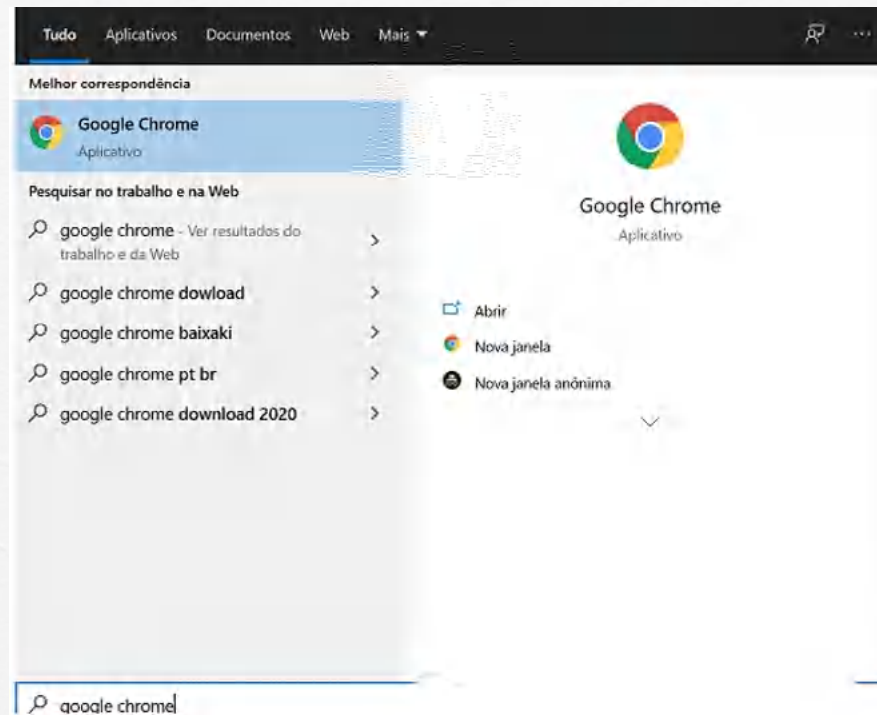 Tudo Aplicativos Documentos Web Mais
Melhor correspondência
Google Chrome
Aplicativo
Pesquisar no trabalho e na Web
google chrome - Ver resultados do
trabalho e da Web
google chrome dowload
google chrome baixaki
google chrome pt br
google chrome download 2020
Google Chrome
Aplicativo
Abrir
Nova janela
Nova janela anônima
google chrome